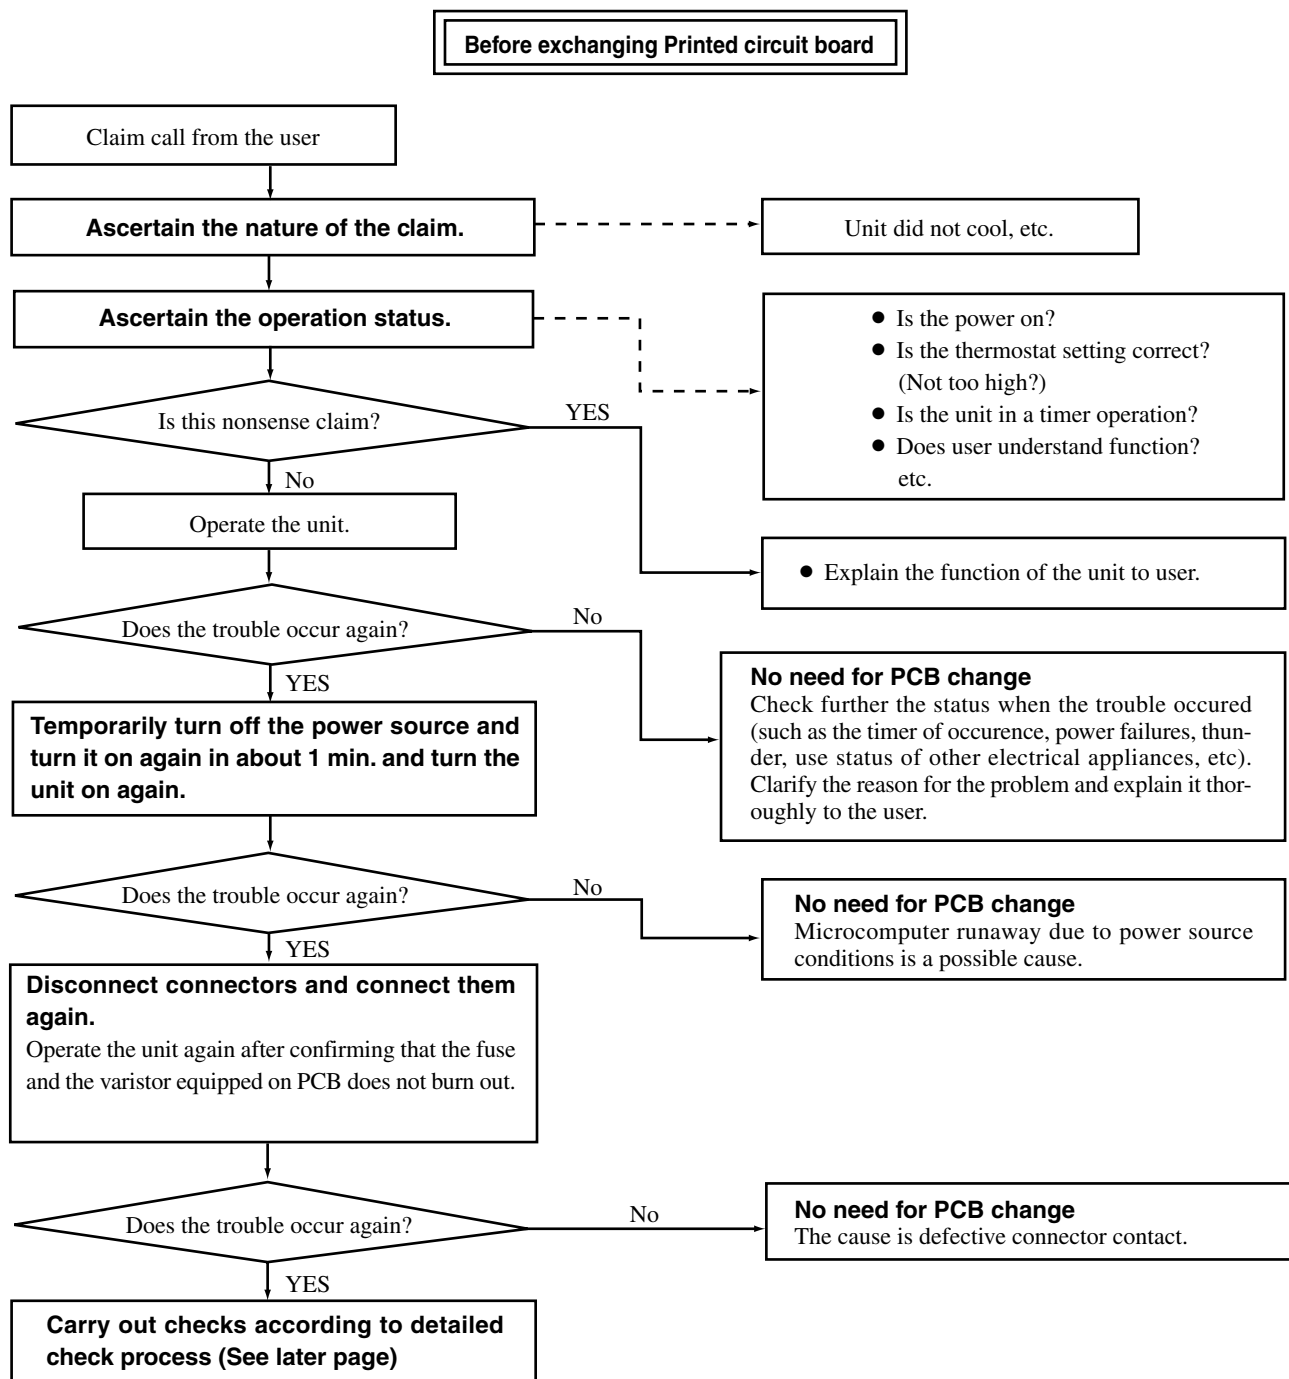 Before exchanging Printed circuit board
Claim call from the user
Ascertain the nature of the claim.
Unit did not cool, etc.
Ascertain the operation status.
● Is the power on?
● Is the thermostat setting correct?
(Not too high?)
● Is the unit in a timer operation?
● Does user understand function?
etc.
Is this nonsense claim?
YES
No
Operate the unit.
● Explain the function of the unit to user.
Does the trouble occur again?
No
YES
No need for PCB change
Check further the status when the trouble occured
(such as the timer of occurence, power failures, thun-
der, use status of other electrical appliances, etc).
Clarify the reason for the problem and explain it thor-
oughly to the user.
Temporarily turn off the power source and
turn it on again in about 1 min. and turn the
unit on again.
Does the trouble occur again?
No
YES
No need for PCB change
Microcomputer runaway due to power source
conditions is a possible cause.
Disconnect connectors and connect them
again.
Operate the unit again after confirming that the fuse
and the varistor equipped on PCB does not burn out.
Does the trouble occur again?
No
YES
No need for PCB change
The cause is defective connector contact.
Carry out checks according to detailed
check process (See later page)